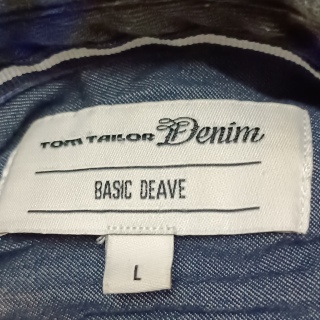 TOM TAILOR Denim
BASIC DEAVE
L